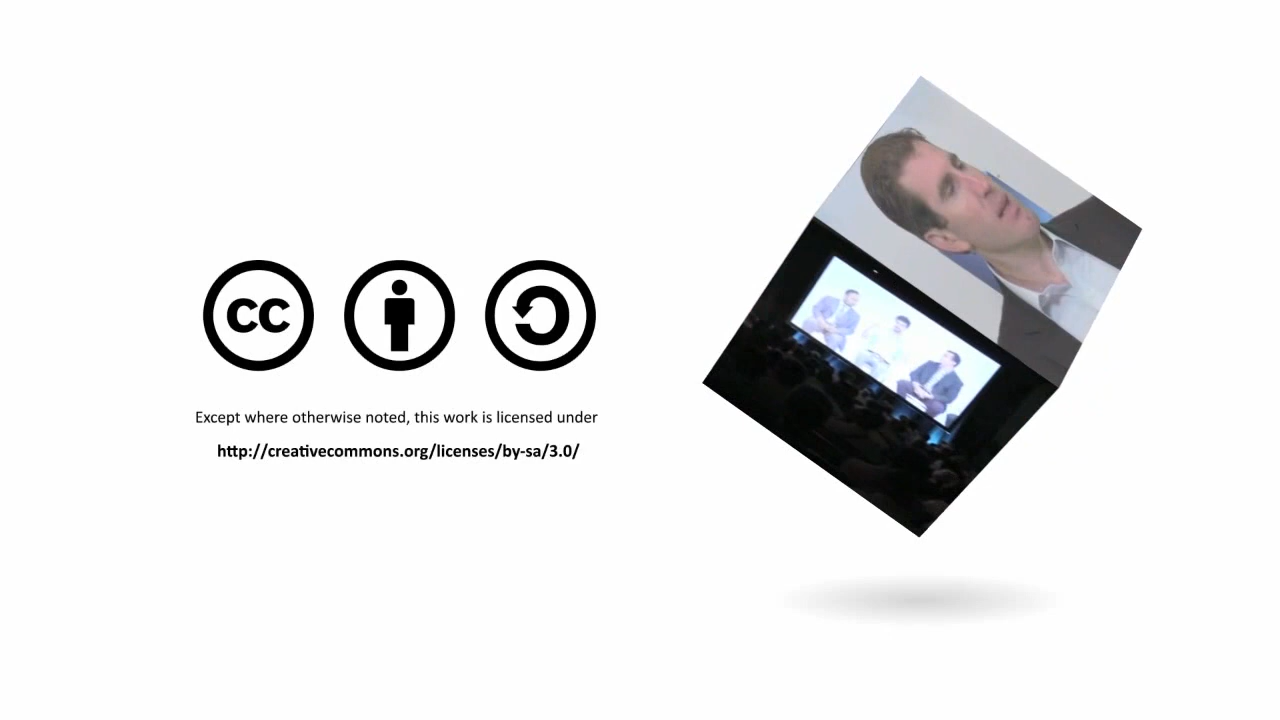 cc
Except where otherwise noted, this work is licensed under
http://creativecommons.org/licenses/by-sa/3.0/